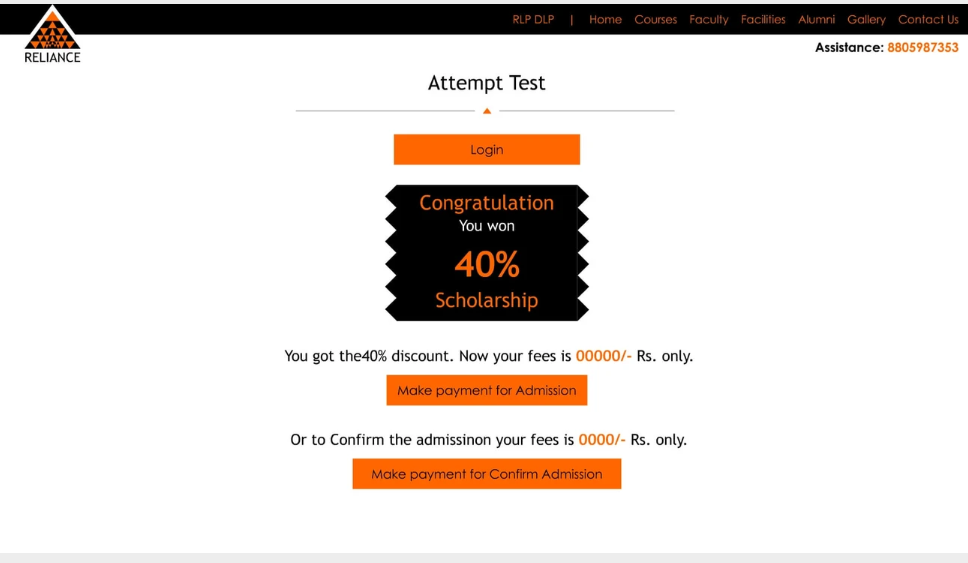 RLP DLP | Home Courses Faculty Facilities Alumni Gallery Contact Us
RELIANCE
Assistance: 8805987353
Attempt Test
Login
Congratulation
You won
40%
Scholarship
You got the40% discount. Now your fees is 00000/- Rs. only.
Make payment for Admission
Or to Confirm the admissinon your fees is 0000/- Rs. only.
Make payment for Confirm Admission